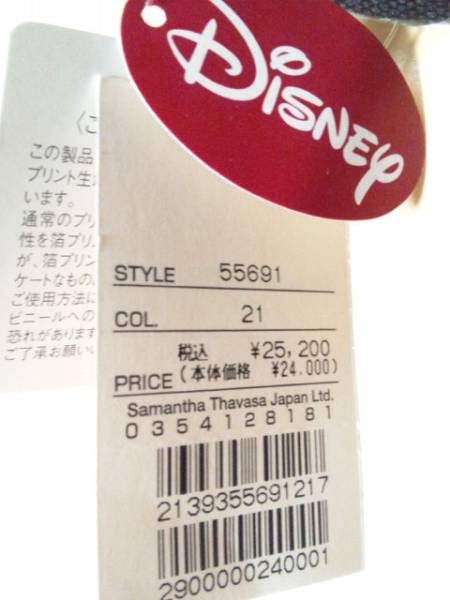 Disney
この製品
プリント生
います。
通常のプリ
性を箔プリ
が、箔プリン
ケートなもの
ご使用方法に
ビニールへの
恐れがあります
ご了承お願い
STYLE 55691
COL. 21
税込 ¥25,200
PRICE (本体価格 ¥24.000)
Samantha Thavasa Japan Ltd.
0354128181
2139355691217
2900000240001